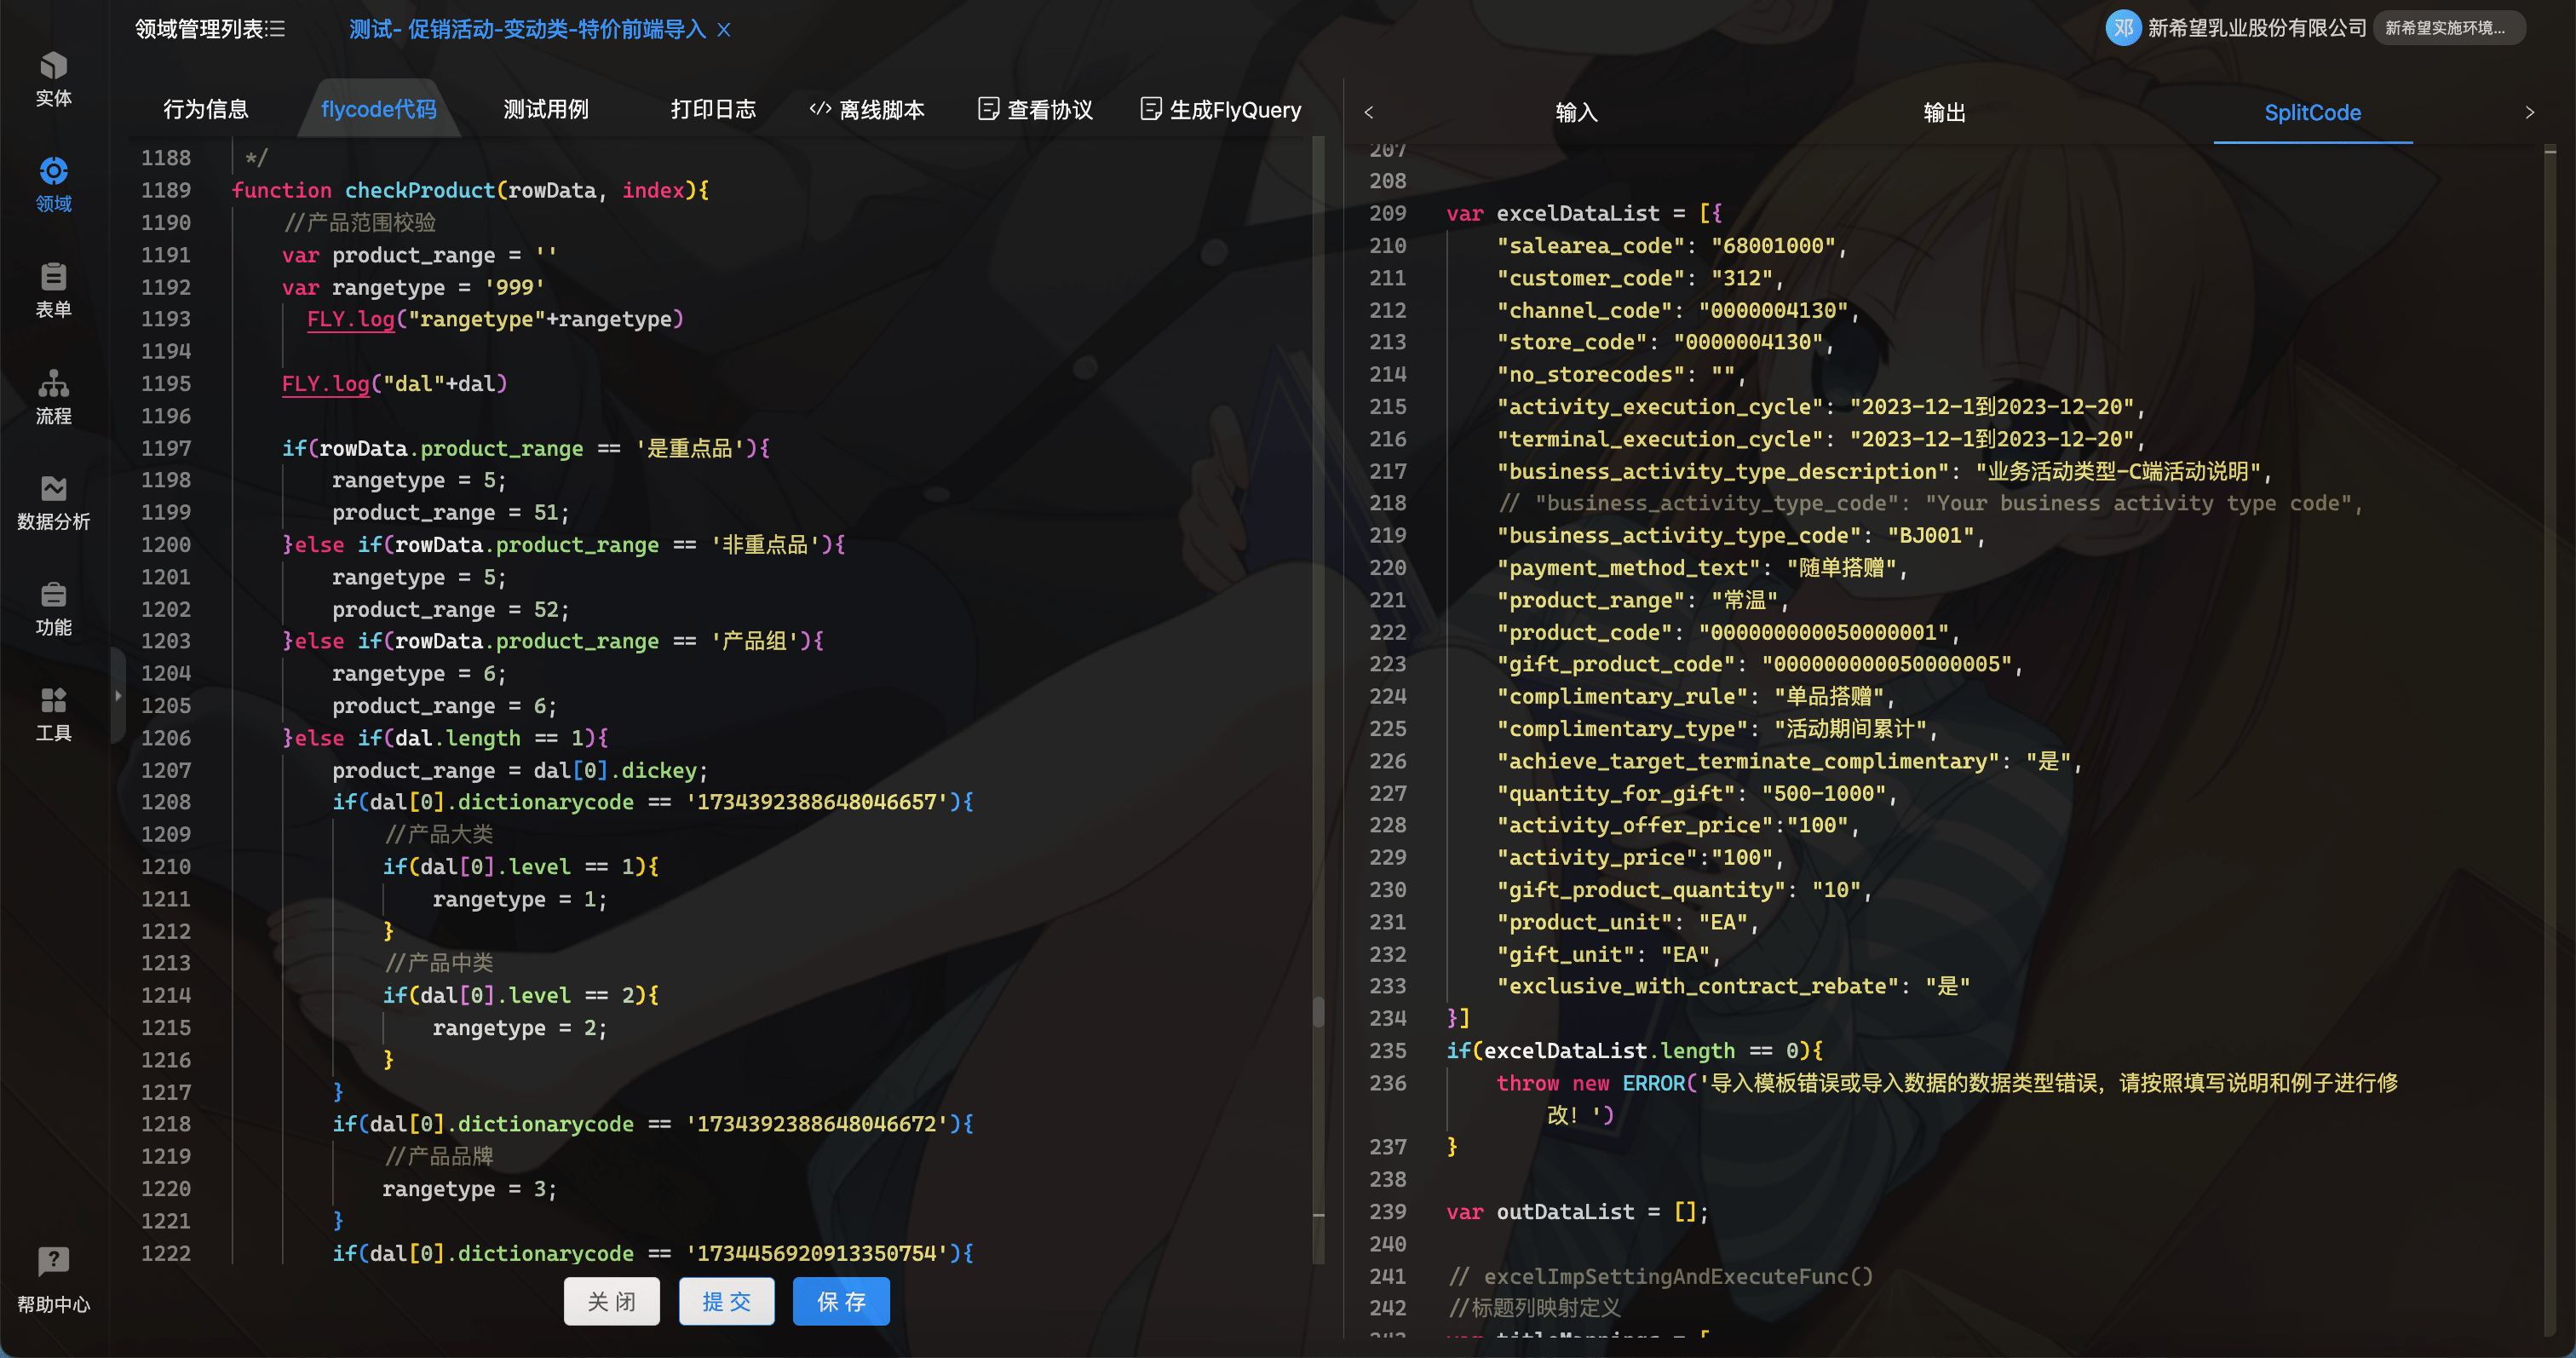 领域管理列表
测试- 促销活动-变动类-特价前端导入 X
邓 新希望乳业股份有限公司 新希望实施环境...
实体
领域
表单
流程
数据分析
功能
工具
帮助中心
行为信息 flycode代码 测试用例 打印日志 </> 离线脚本 查看协议 生成FlyQuery
1188 */
1189 function checkProduct(rowData, index){
1190 //产品范围校验
1191 var product_range = ''
1192 var rangetype = '999'
1193 FLY.log("rangetype"+rangetype)
1194
1195 FLY.log("dal"+dal)
1196
1197 if(rowData.product_range == '是重点品'){
1198 rangetype = 5;
1199 product_range = 51;
1200 }else if(rowData.product_range == '非重点品'){
1201 rangetype = 5;
1202 product_range = 52;
1203 }else if(rowData.product_range == '产品组'){
1204 rangetype = 6;
1205 product_range = 6;
1206 }else if(dal.length == 1){
1207 product_range = dal[0].dickey;
1208 if(dal[0].dictionarycode == '1734392388648046657'){
1209 //产品大类
1210 if(dal[0].level == 1){
1211 rangetype = 1;
1212 }
1213 //产品中类
1214 if(dal[0].level == 2){
1215 rangetype = 2;
1216 }
1217 }
1218 if(dal[0].dictionarycode == '1734392388648046672'){
1219 //产品品牌
1220 rangetype = 3;
1221 }
1222 if(dal[0].dictionarycode == '1734456920913350754'){
关 闭 提 交 保 存
< 输入 输出 SplitCode >
207
208
209 var excelDataList = [{
210 "salearea_code": "68001000",
211 "customer_code": "312",
212 "channel_code": "0000004130",
213 "store_code": "0000004130",
214 "no_storecodes": "",
215 "activity_execution_cycle": "2023-12-1到2023-12-20",
216 "terminal_execution_cycle": "2023-12-1到2023-12-20",
217 "business_activity_type_description": "业务活动类型-C端活动说明",
218 // "business_activity_type_code": "Your business activity type code",
219 "business_activity_type_code": "BJ001",
220 "payment_method_text": "随单搭赠",
221 "product_range": "常温",
222 "product_code": "000000000050000001",
223 "gift_product_code": "000000000050000005",
224 "complimentary_rule": "单品搭赠",
225 "complimentary_type": "活动期间累计",
226 "achieve_target_terminate_complimentary": "是",
227 "quantity_for_gift": "500-1000",
228 "activity_offer_price":"100",
229 "activity_price":"100",
230 "gift_product_quantity": "10",
231 "product_unit": "EA",
232 "gift_unit": "EA",
233 "exclusive_with_contract_rebate": "是"
234 }]
235 if(excelDataList.length == 0){
236 throw new ERROR('导入模板错误或导入数据的数据类型错误，请按照填写说明和例子进行修
改！')
237 }
238
239 var outDataList = [];
240
241 // excelImpSettingAndExecuteFunc()
242 //标题列映射定义
243 var titleMappings = [